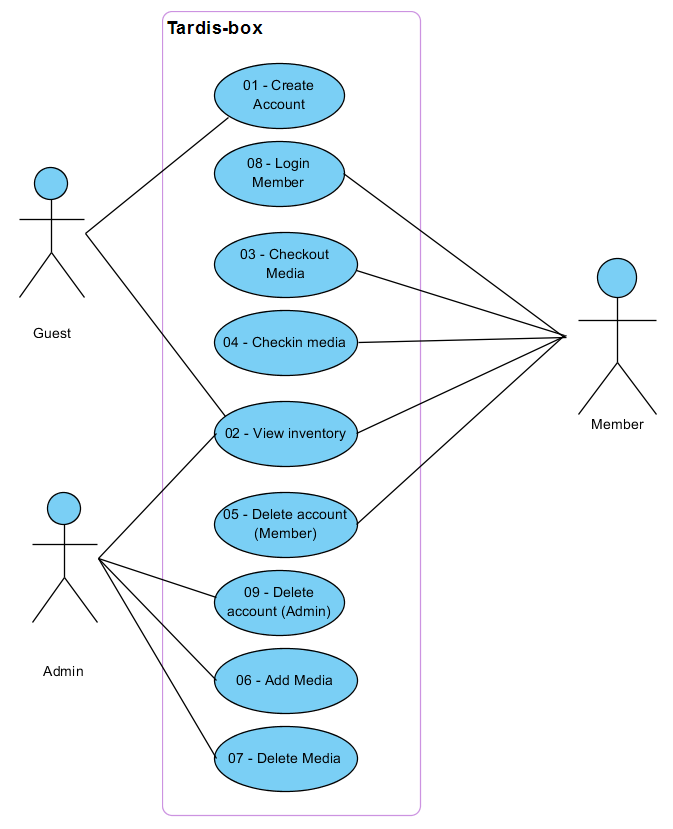 Tardis-box
01 - Create
Account
08 - Login
Member
03 - Checkout
Media
Guest
04 - Checkin media
Member
02 - View inventory
05 - Delete account
(Member)
09 - Delete
account (Admin)
Admin
06 - Add Media
07 - Delete Media